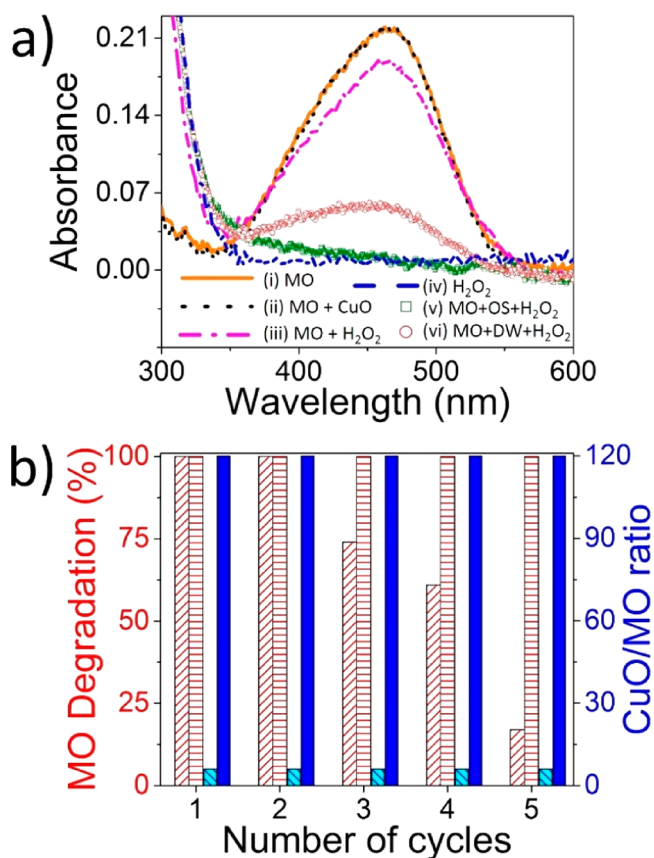 a)
Absorbance
0.21
0.14
0.07
0.00
(i) MO
(ii) MO + CuO
(iii) MO + H₂O₂
(iv) H₂O₂
(v) MO+OS+H₂O₂
(vi) MO+DW+H₂O₂
300 400 500 600
Wavelength (nm)
b)
MO Degradation (%)
100
75
50
25
0
120
90
60
30
0
CuO/MO ratio
1 2 3 4 5
Number of cycles